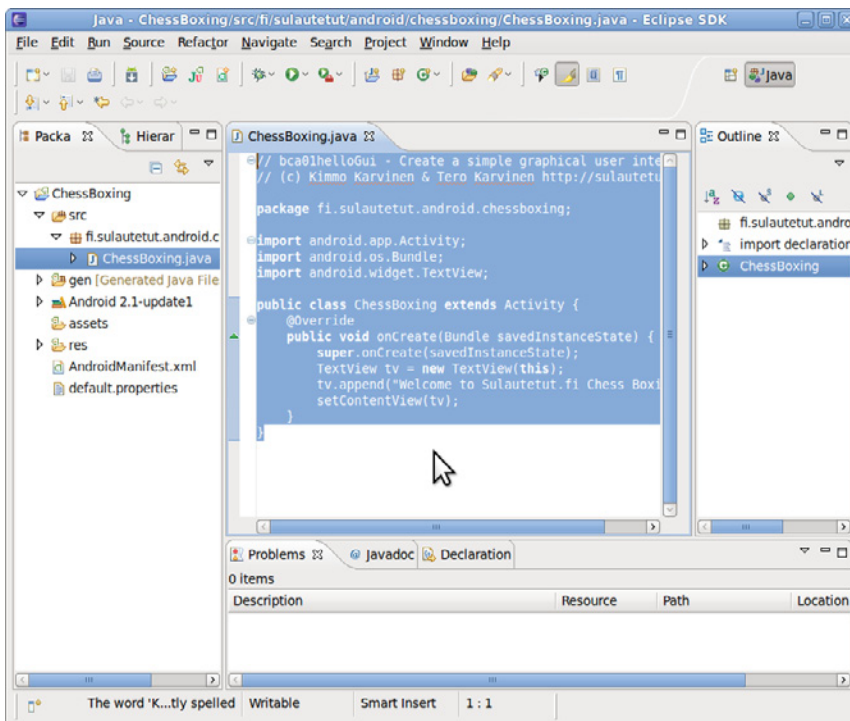 Java - ChessBoxing/src/fi/sulautetut/android/chessboxing/ChessBoxing.java - Eclipse SDK
File Edit Run Source Refactor Navigate Search Project Window Help
Java
Packa Hierar
ChessBoxing
src
fi.sulautetut.android.c
ChessBoxing.java
gen [Generated Java File
Android 2.1-update1
assets
res
AndroidManifest.xml
default.properties
ChessBoxing.java
// bca01helloGui - Create a simple graphical user inte
// (c) Kimmo Karvinen & Tero Karvinen http://sulautetu
package fi.sulautetut.android.chessboxing;
import android.app.Activity;
import android.os.Bundle;
import android.widget.TextView;
public class ChessBoxing extends Activity {
@Override
public void onCreate(Bundle savedInstanceState) {
super.onCreate(savedInstanceState);
TextView tv = new TextView(this);
tv.append("Welcome to Sulautetut.fi Chess Boxi
setContentView(tv);
}
}
Outline
fi.sulautetut.andro
import declaration
ChessBoxing
Problems Javadoc Declaration
0 items
Description Resource Path Location
The word 'K...tly spelled Writable Smart Insert 1 : 1